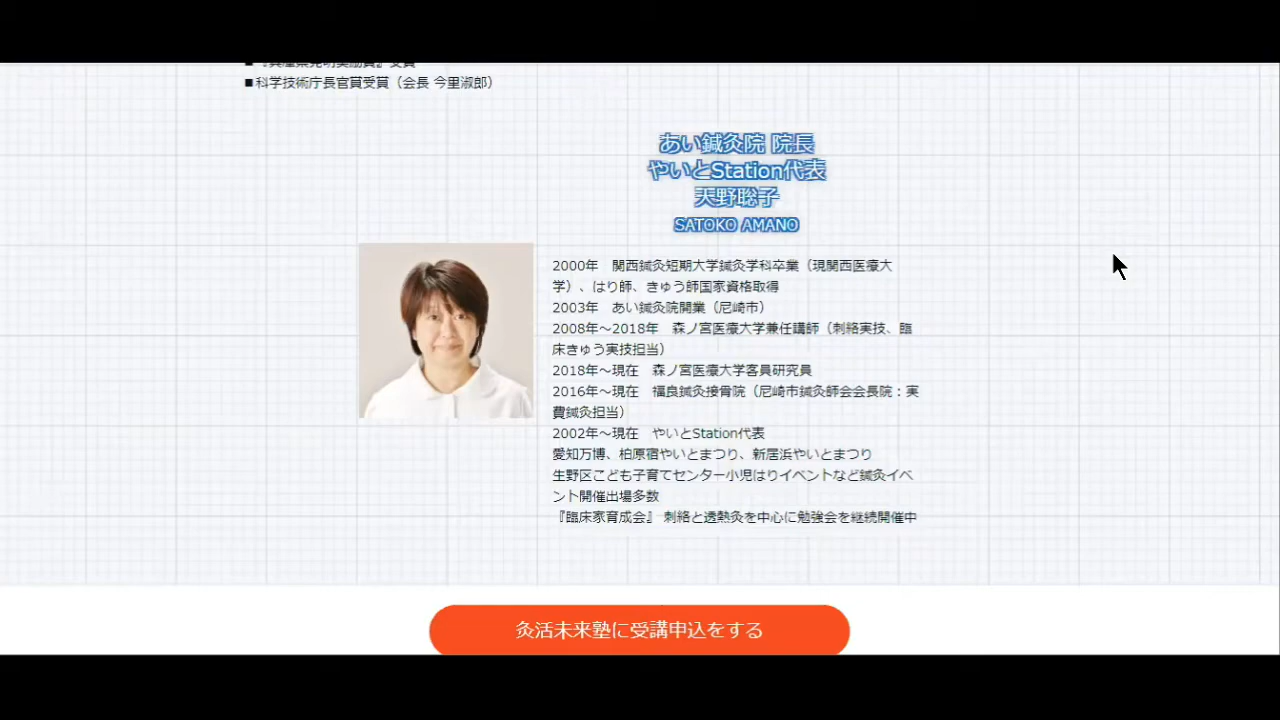 ■科学技術庁長官賞受賞（会長 今里淑郎）
あい鍼灸院 院長
やいとStation代表
天野聡子
SATOKO AMANO
2000年　関西鍼灸短期大学鍼灸学科卒業（現関西医療大
学）、はり師、きゅう師国家資格取得
2003年　あい鍼灸院開業（尼崎市）
2008年～2018年　森ノ宮医療大学兼任講師（刺絡実技、臨
床きゅう実技担当）
2018年～現在　森ノ宮医療大学客員研究員
2016年～現在　福良鍼灸接骨院（尼崎市鍼灸師会会長院：実
費鍼灸担当）
2002年～現在　やいとStation代表
愛知万博、柏原宿やいとまつり、新居浜やいとまつり
生野区こども子育てセンター小児はりイベントなど鍼灸イベ
ント開催出場多数
『臨床家育成会』 刺絡と透熱灸を中心に勉強会を継続開催中
灸活未来塾に受講申込をする